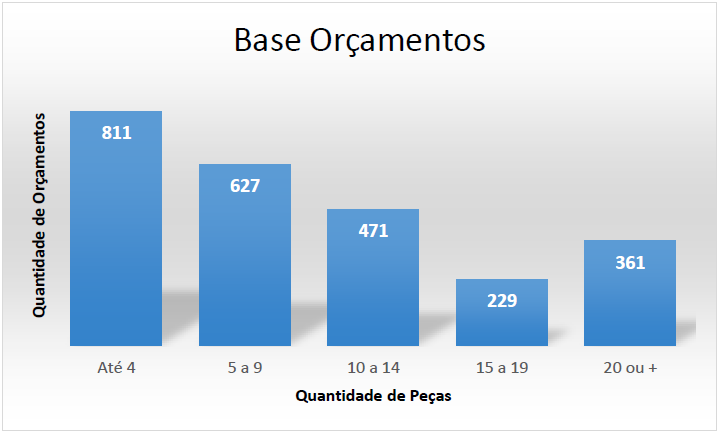 Base Orçamentos
Quantidade de Orçamentos
811
627
471
229
361
Até 4
5 a 9
10 a 14
15 a 19
20 ou +
Quantidade de Peças